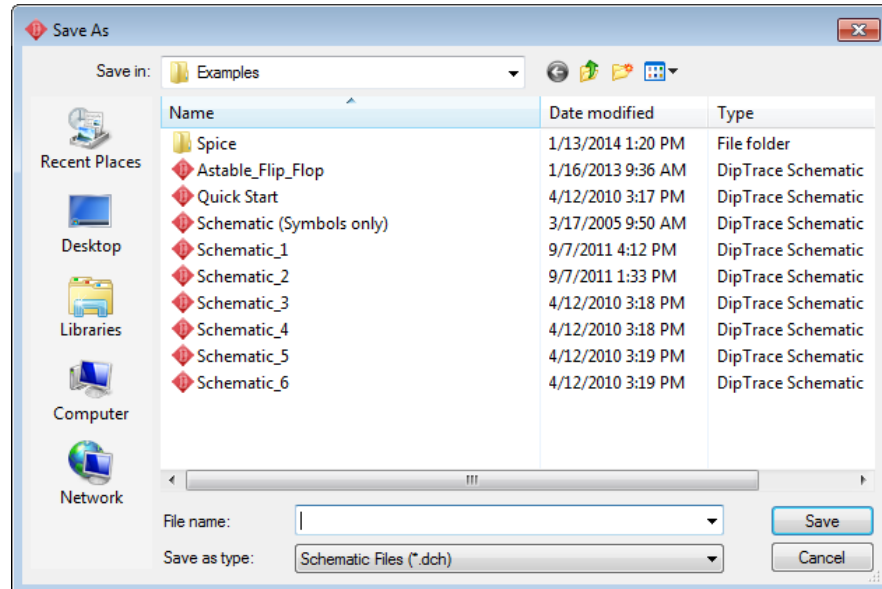 Save As
Save in: Examples
Name Date modified Type
Spice 1/13/2014 1:20 PM File folder
Astable_Flip_Flop 1/16/2013 9:36 AM DipTrace Schematic
Quick Start 4/12/2010 3:17 PM DipTrace Schematic
Schematic (Symbols only) 3/17/2005 9:50 AM DipTrace Schematic
Schematic_1 9/7/2011 4:12 PM DipTrace Schematic
Schematic_2 9/7/2011 1:33 PM DipTrace Schematic
Schematic_3 4/12/2010 3:18 PM DipTrace Schematic
Schematic_4 4/12/2010 3:18 PM DipTrace Schematic
Schematic_5 4/12/2010 3:19 PM DipTrace Schematic
Schematic_6 4/12/2010 3:19 PM DipTrace Schematic
Recent Places
Desktop
Libraries
Computer
Network
File name: Save
Save as type: Schematic Files (*.dch) Cancel